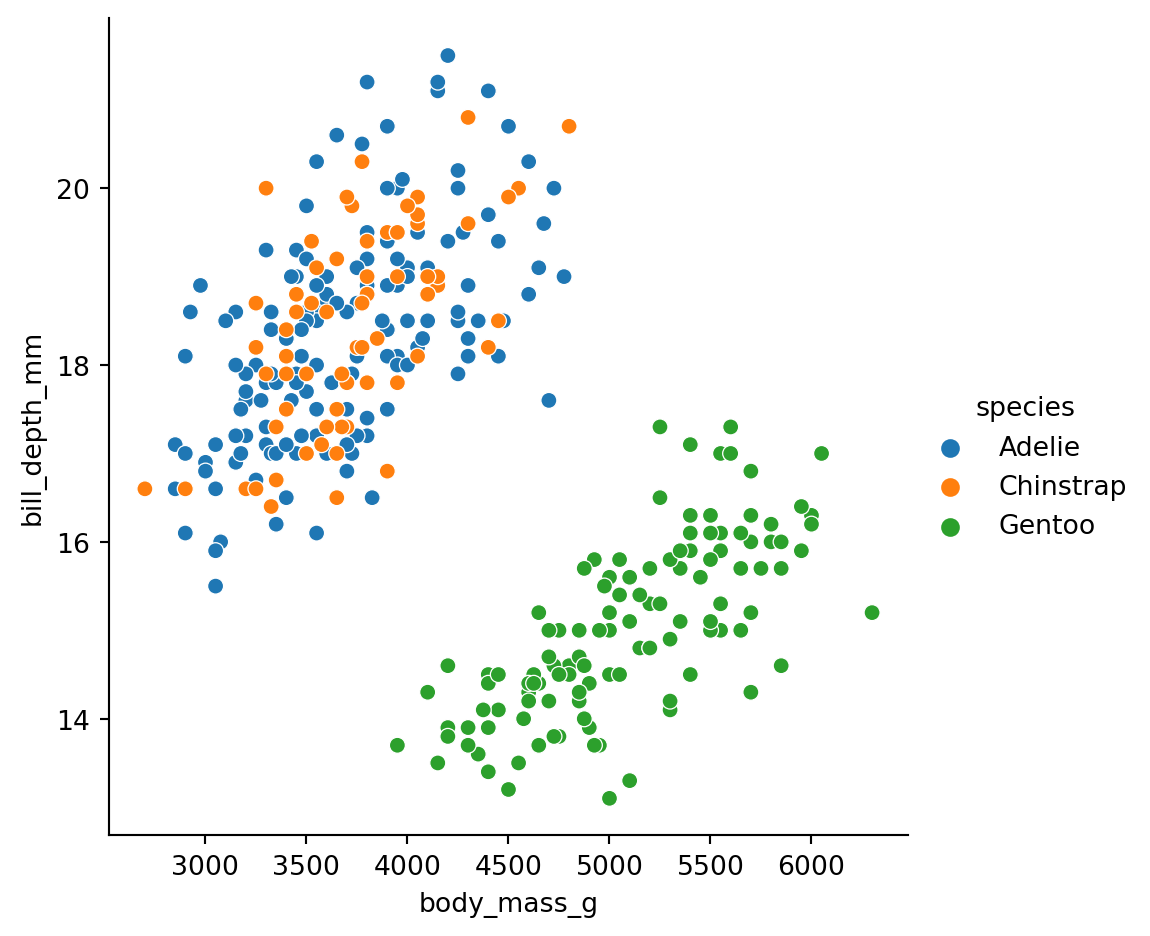 20
18
16
14
bill_depth_mm
3000 3500 4000 4500 5000 5500 6000
body_mass_g
species
Adelie
Chinstrap
Gentoo